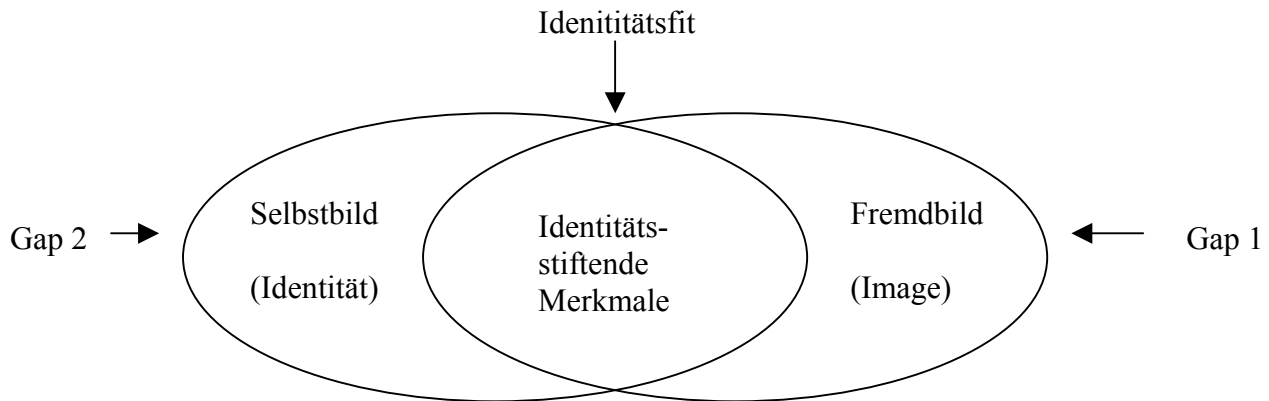 Idenititätsfit
Selbstbild
(Identität)
Identitäts-
stiftende
Merkmale
Fremdbild
(Image)
Gap 2
Gap 1